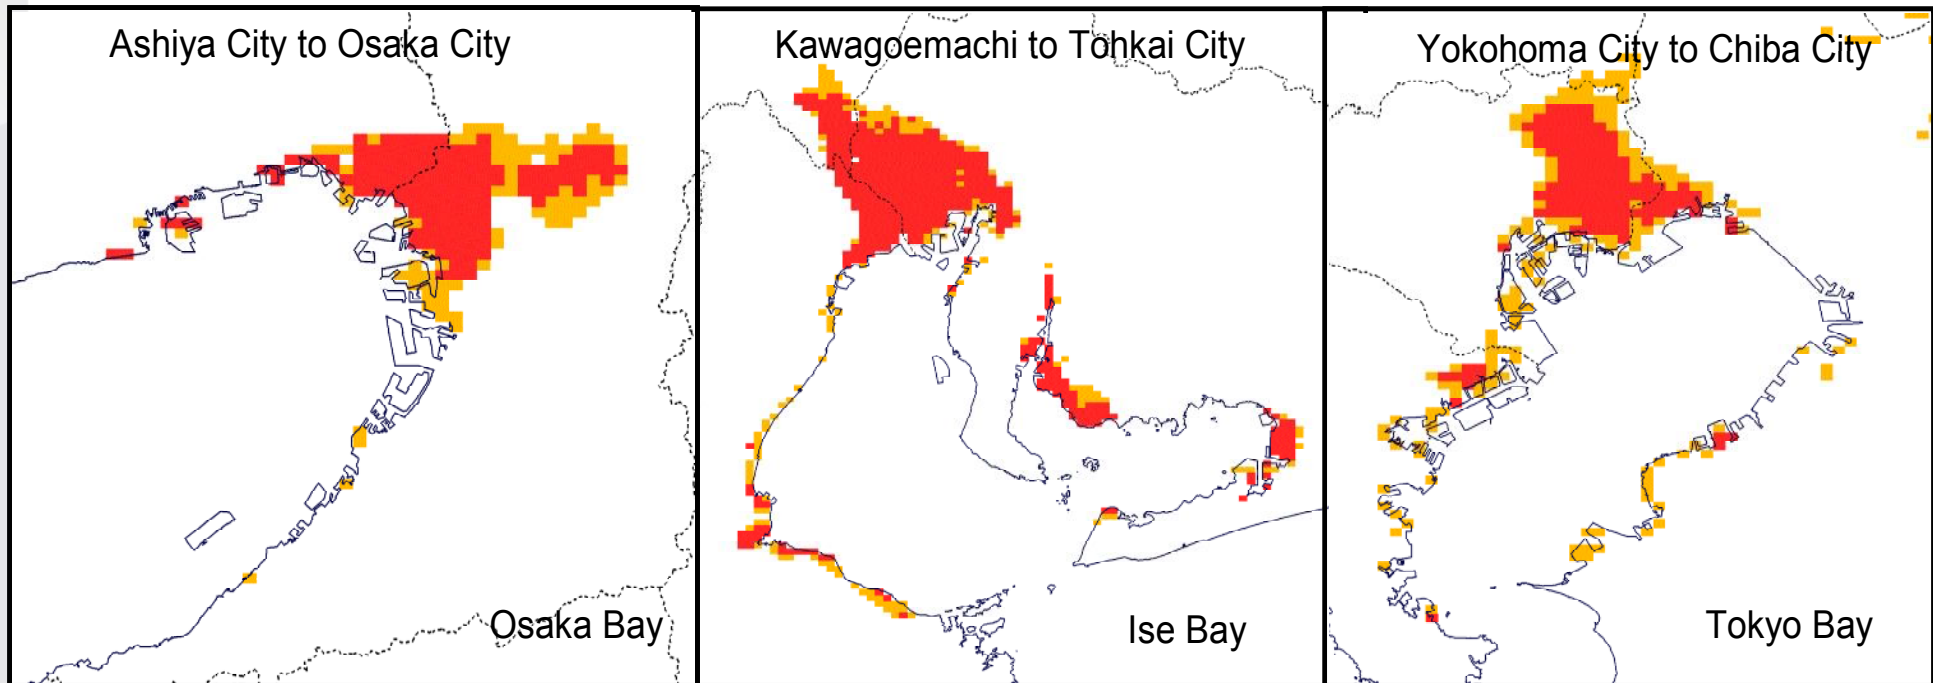 Ashiya City to Osaka City
Kawagoemachi to Tohkai City
Yokohoma City to Chiba City
Osaka Bay
Ise Bay
Tokyo Bay